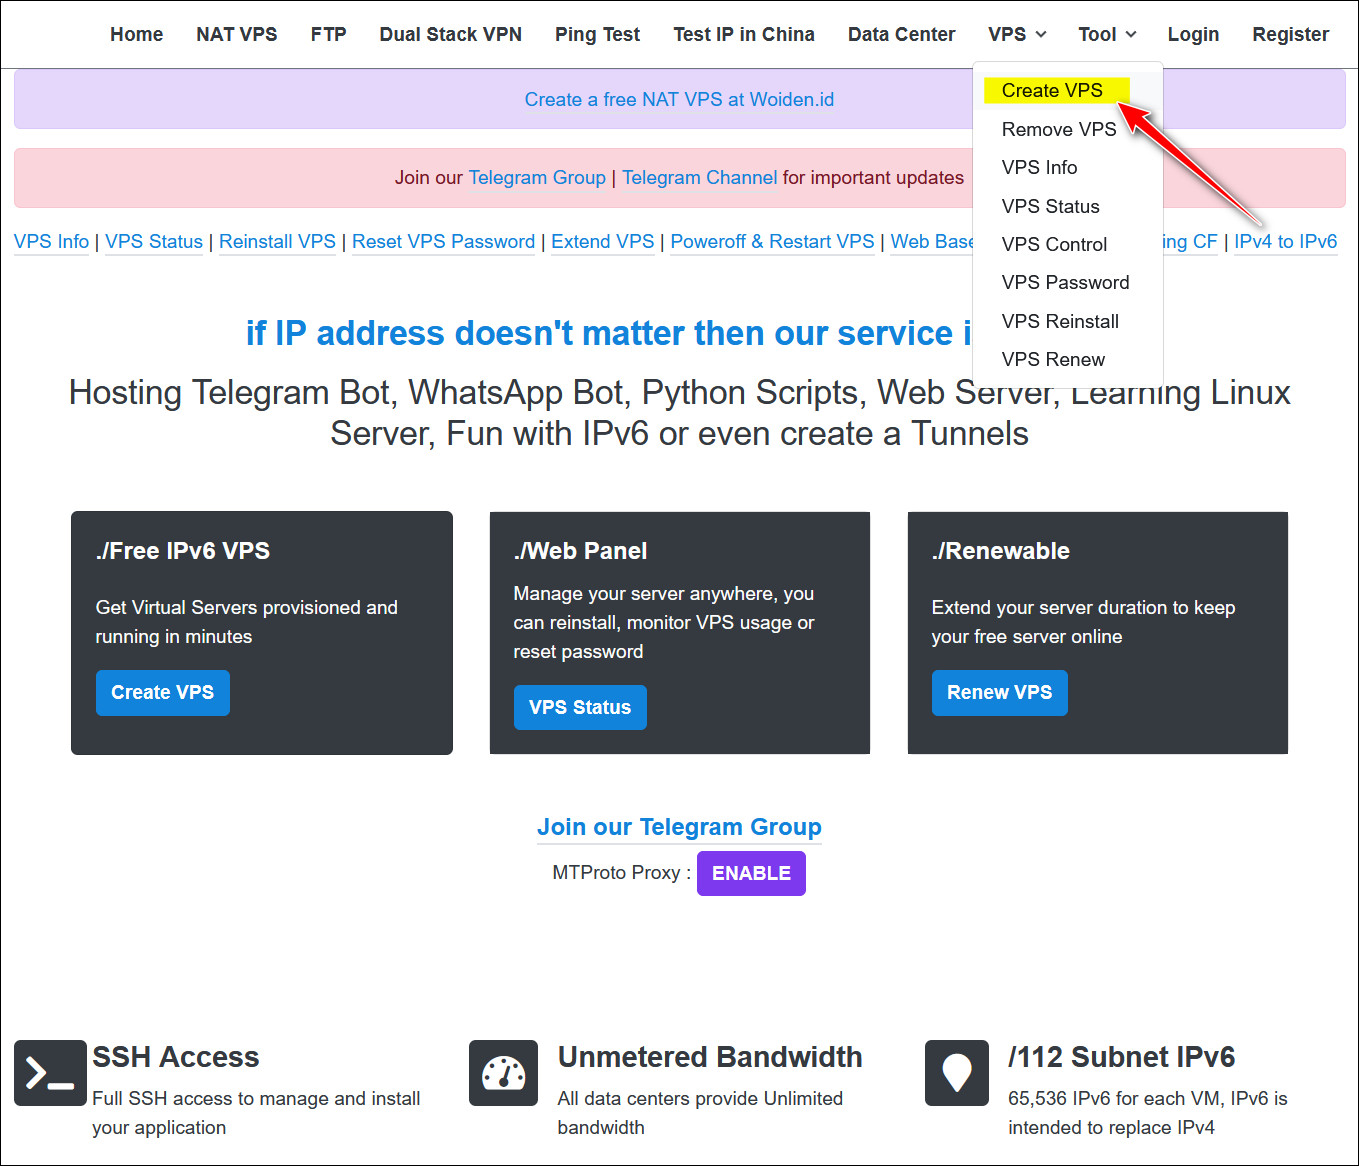 Home NAT VPS FTP Dual Stack VPN Ping Test Test IP in China Data Center VPS Tool Login Register
Create a free NAT VPS at Woiden.id
Join our Telegram Group | Telegram Channel for important updates
Create VPS
Remove VPS
VPS Info
VPS Status
VPS Control
VPS Password
VPS Reinstall
VPS Renew
VPS Info | VPS Status | Reinstall VPS | Reset VPS Password | Extend VPS | Poweroff & Restart VPS | Web Base ing CF | IPv4 to IPv6
if IP address doesn't matter then our service i
Hosting Telegram Bot, WhatsApp Bot, Python Scripts, Web Server, Learning Linux
Server, Fun with IPv6 or even create a Tunnels
./Free IPv6 VPS
Get Virtual Servers provisioned and
running in minutes
Create VPS
./Web Panel
Manage your server anywhere, you
can reinstall, monitor VPS usage or
reset password
VPS Status
./Renewable
Extend your server duration to keep
your free server online
Renew VPS
Join our Telegram Group
MTProto Proxy : ENABLE
SSH Access
Full SSH access to manage and install
your application
Unmetered Bandwidth
All data centers provide Unlimited
bandwidth
/112 Subnet IPv6
65,536 IPv6 for each VM, IPv6 is
intended to replace IPv4